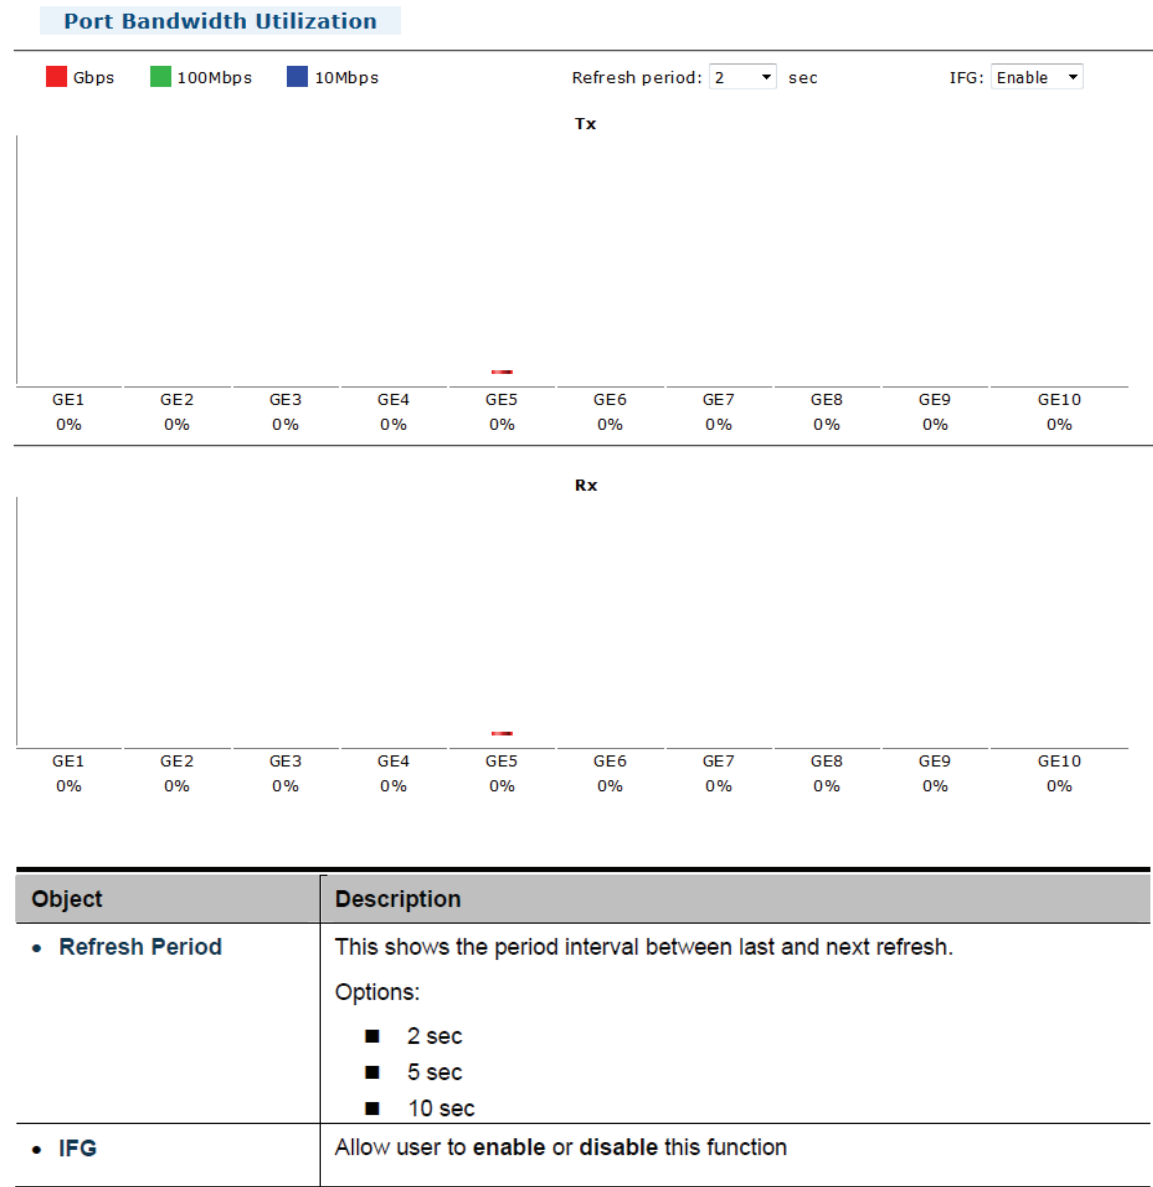 Port Bandwidth Utilization
Gbps 100Mbps 10Mbps Refresh period: 2 sec IFG: Enable
Tx
GE1 GE2 GE3 GE4 GE5 GE6 GE7 GE8 GE9 GE10
0% 0% 0% 0% 0% 0% 0% 0% 0% 0%
Rx
GE1 GE2 GE3 GE4 GE5 GE6 GE7 GE8 GE9 GE10
0% 0% 0% 0% 0% 0% 0% 0% 0% 0%
Object Description
• Refresh Period This shows the period interval between last and next refresh.
Options:
■ 2 sec
■ 5 sec
■ 10 sec
• IFG Allow user to enable or disable this function